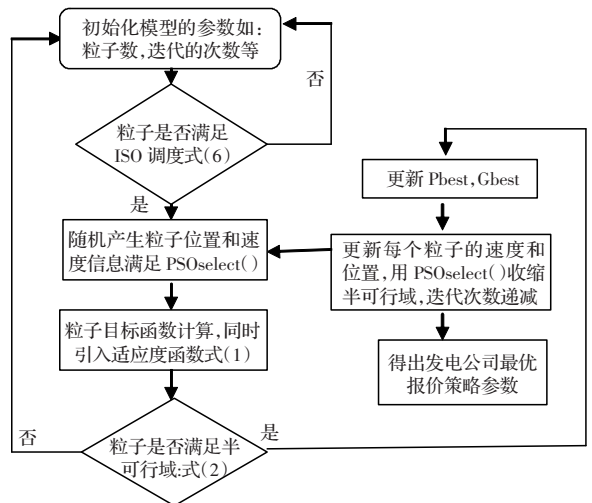 初始化模型的参数如：
粒子数，迭代的次数等
否
粒子是否满足
ISO 调度式(6)
是
随机产生粒子位置和速
度信息满足 PSOselect()
粒子目标函数计算，同时
引入适应度函数式(1)
否
粒子是否满足半
可行域:式(2)
是
更新 Pbest,Gbest
更新每个粒子的速度和
位置,用 PSOselect()收缩
半可行域,迭代次数递减
得出发电公司最优
报价策略参数